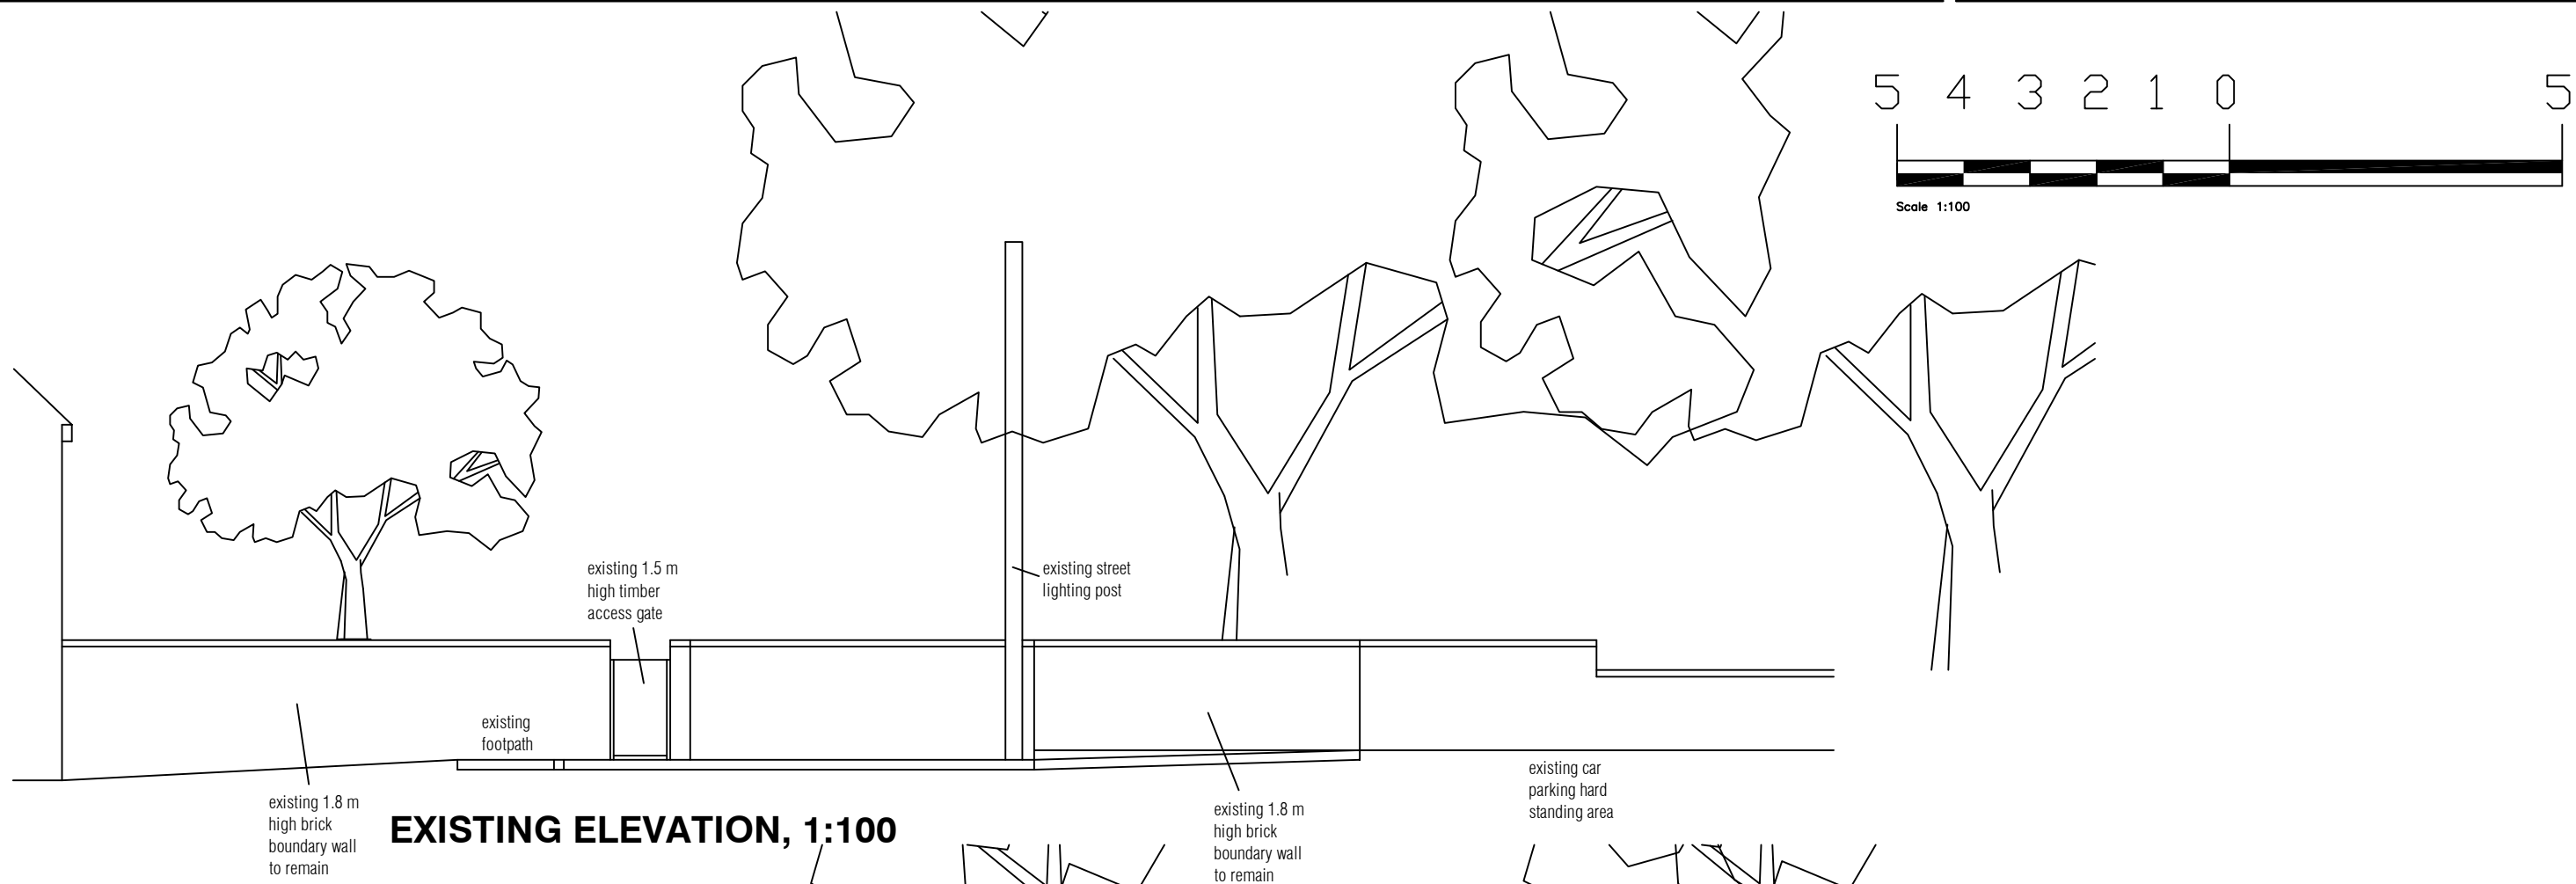 5 4 3 2 1 0 5
Scale 1:100
existing 1.5 m
high timber
access gate
existing street
lighting post
existing
footpath
existing car
parking hard
standing area
existing 1.8 m
high brick
boundary wall
to remain
EXISTING ELEVATION, 1:100
existing 1.8 m
high brick
boundary wall
to remain